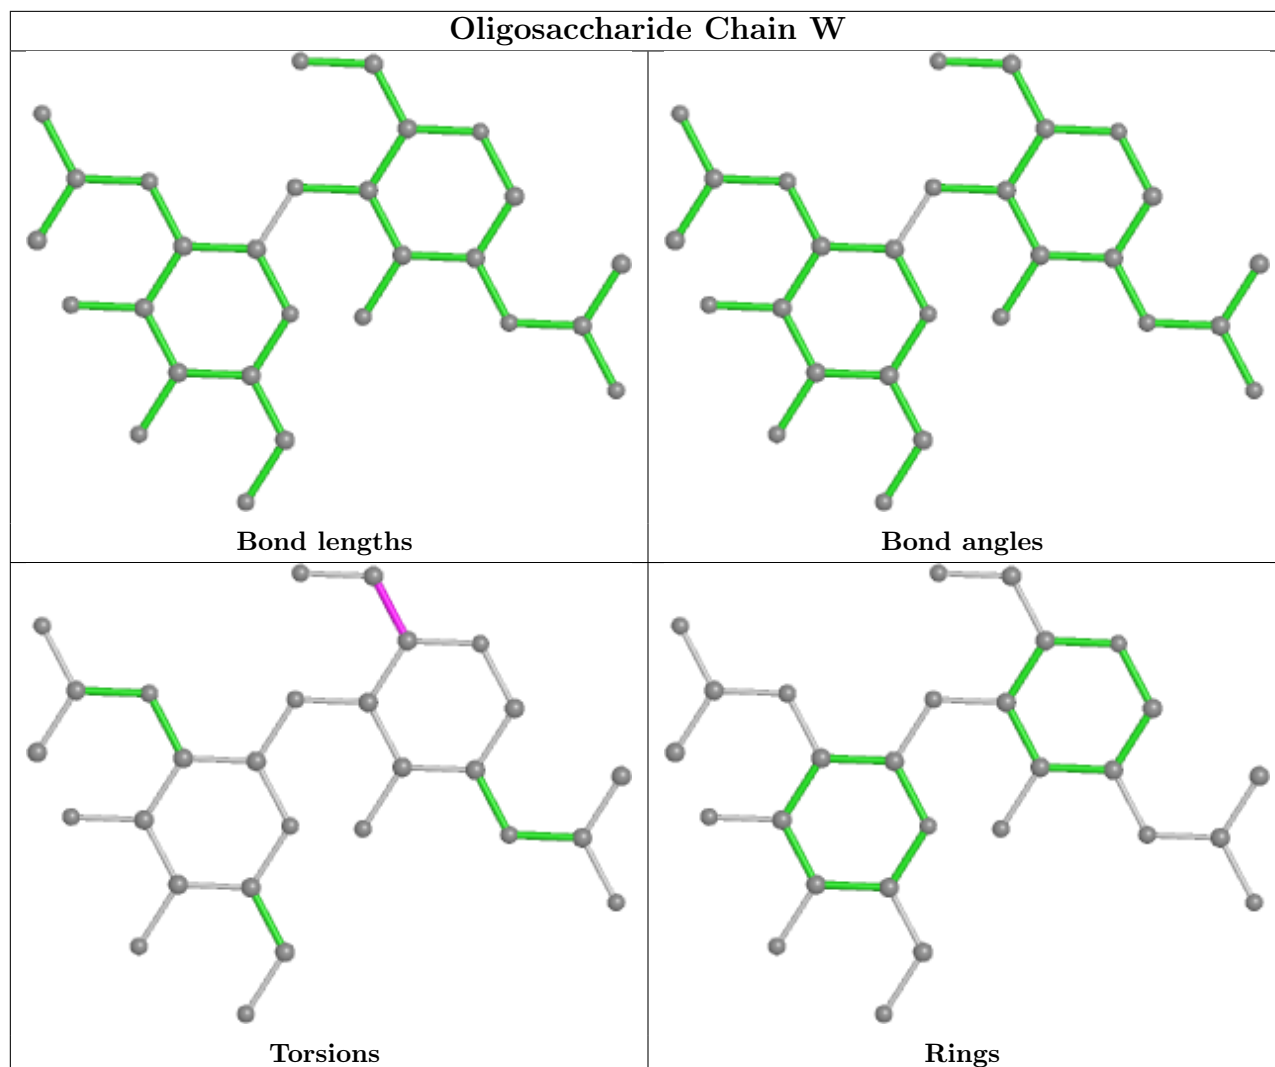 Oligosaccharide Chain W
Bond lengths
Bond angles
Torsions
Rings